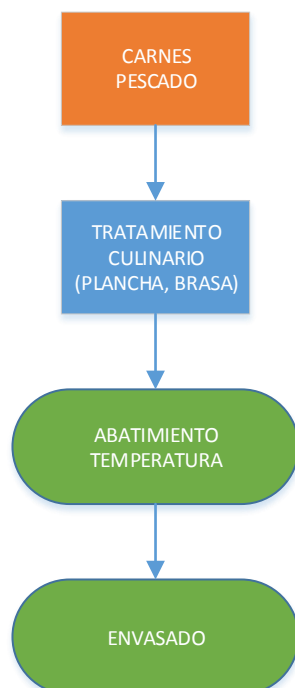 CARNES
PESCADO
TRATAMIENTO
CULINARIO
(PLANCHA, BRASA)
ABATIMIENTO
TEMPERATURA
ENVASADO